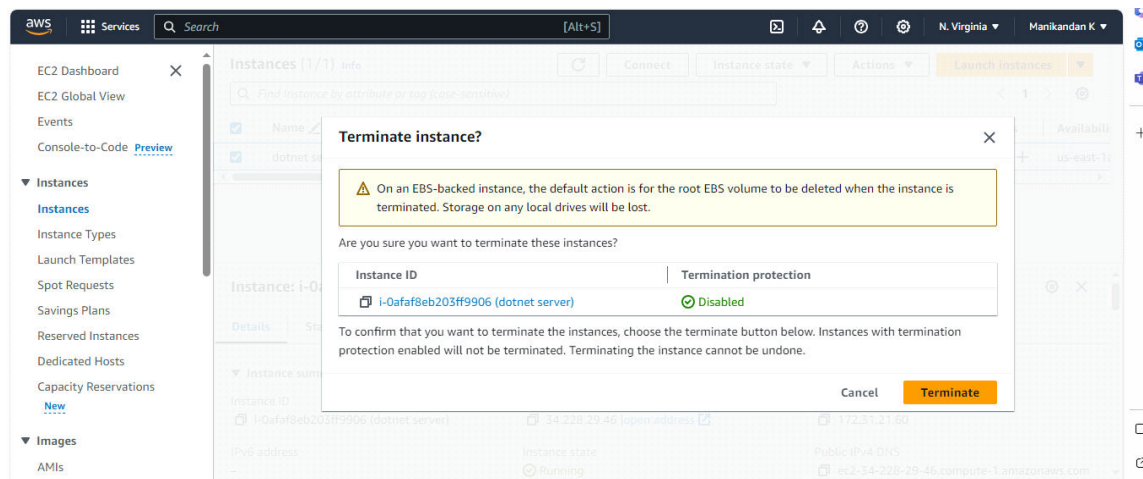 aws
Services
Search
[Alt+S]
N. Virginia
Manikandan K
EC2 Dashboard
EC2 Global View
Events
Console-to-Code Preview
Instances
Instances
Instance Types
Launch Templates
Spot Requests
Savings Plans
Reserved Instances
Dedicated Hosts
Capacity Reservations
New
Images
AMIs
Instances (1/1) Info
Connect
Instance state
Actions
Launch instances
Find Instance by attribute or tag (case-sensitive)
1
Name
Availabili
dotnet se
us-east-1a
Terminate instance?
On an EBS-backed instance, the default action is for the root EBS volume to be deleted when the instance is
terminated. Storage on any local drives will be lost.
Are you sure you want to terminate these instances?
Instance ID
Termination protection
i-0afaf8eb203ff9906 (dotnet server)
Disabled
To confirm that you want to terminate the instances, choose the terminate button below. Instances with termination
protection enabled will not be terminated. Terminating the instance cannot be undone.
Cancel
Terminate
Instance: i-0a
Details
Sta
Instance summ
Instance ID
i-0afaf8eb203ff9906 (dotnet server)
34.228.29.46 |open address
172.31.21.60
IPv6 address
–
Instance state
Running
Public IPv4 DNS
ec2-34-228-29-46.compute-1.amazonaws.com